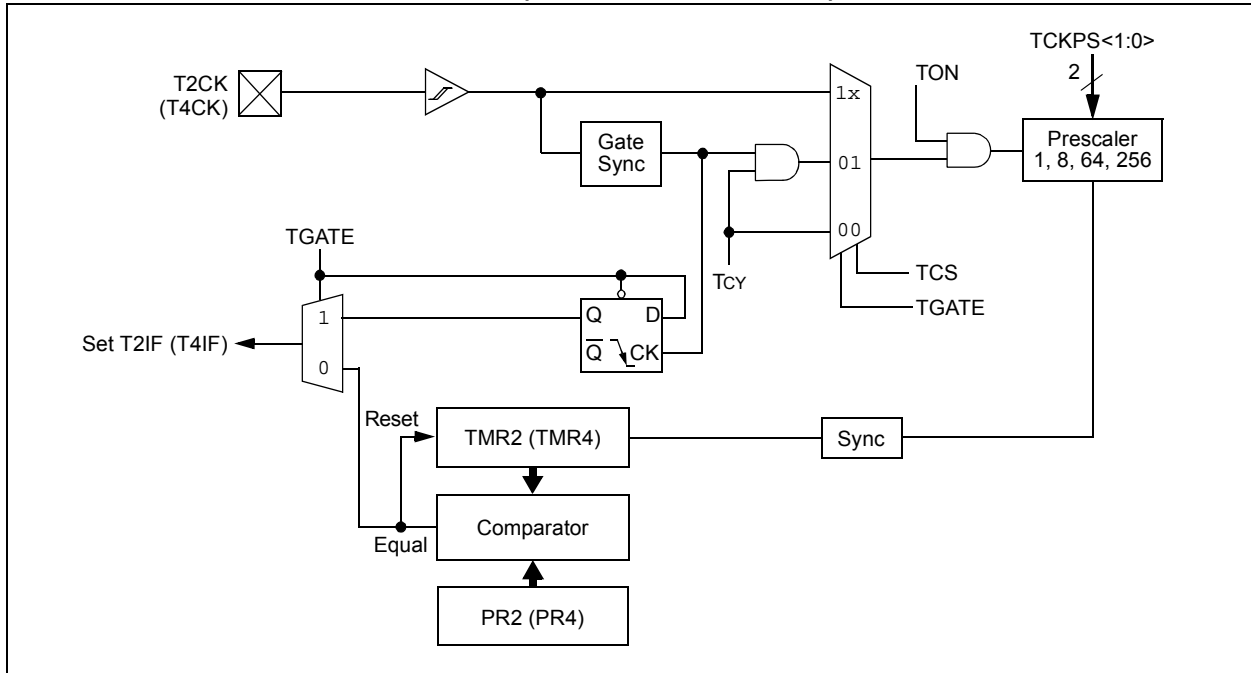 TCKPS<1:0>
2
T2CK
(T4CK)
TON
1x
Prescaler
1, 8, 64, 256
Gate
Sync
01
00
TGATE
TCY
TCS
TGATE
1
Q
D
Set T2IF (T4IF)
Q
CK
0
Reset
TMR2 (TMR4)
Sync
Comparator
Equal
PR2 (PR4)